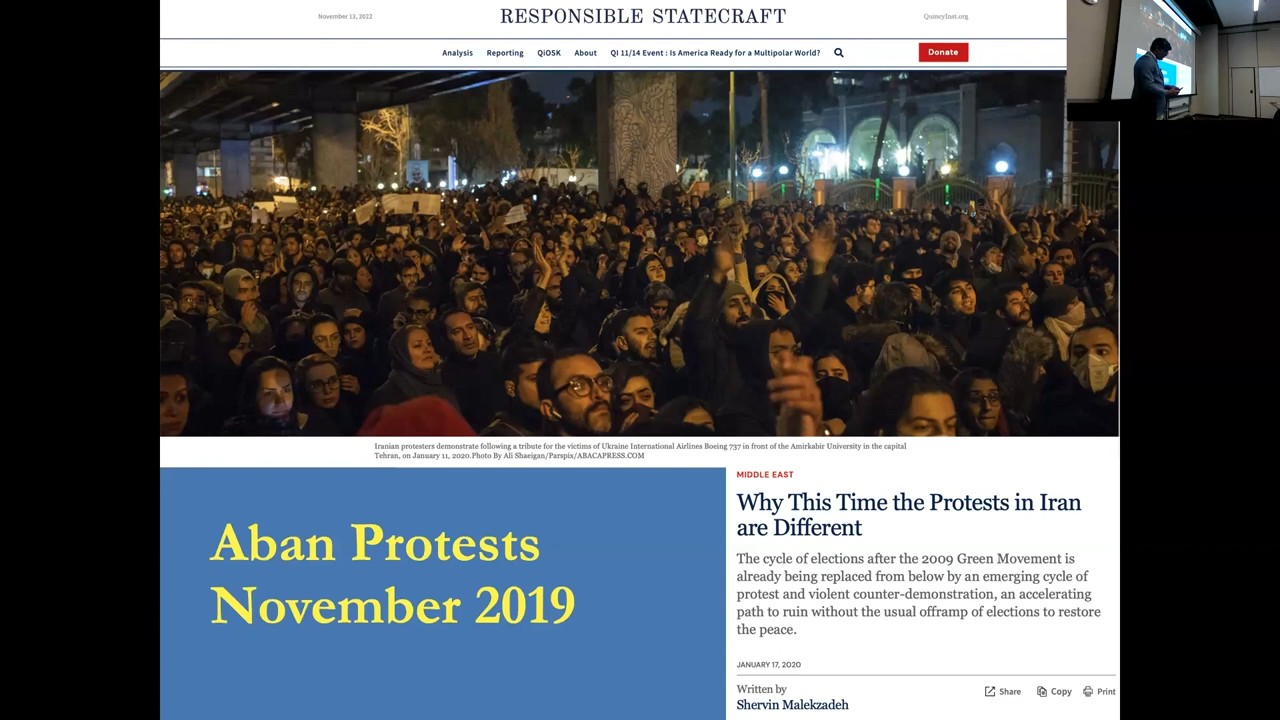 November 13, 2022
RESPONSIBLE STATECRAFT
QuincyInst.org
Analysis Reporting QiOSK About QI 11/14 Event : Is America Ready for a Multipolar World?
Donate
Iranian protesters demonstrate following a tribute for the victims of Ukraine International Airlines Boeing 737 in front of the Amirkabir University in the capital
Tehran, on January 11, 2020.Photo By Ali Shaeigan/Parspix/ABACAPRESS.COM
Aban Protests
November 2019
MIDDLE EAST
Why This Time the Protests in Iran
are Different
The cycle of elections after the 2009 Green Movement is
already being replaced from below by an emerging cycle of
protest and violent counter-demonstration, an accelerating
path to ruin without the usual offramp of elections to restore
the peace.
JANUARY 17, 2020
Written by
Shervin Malekzadeh
Share Copy Print